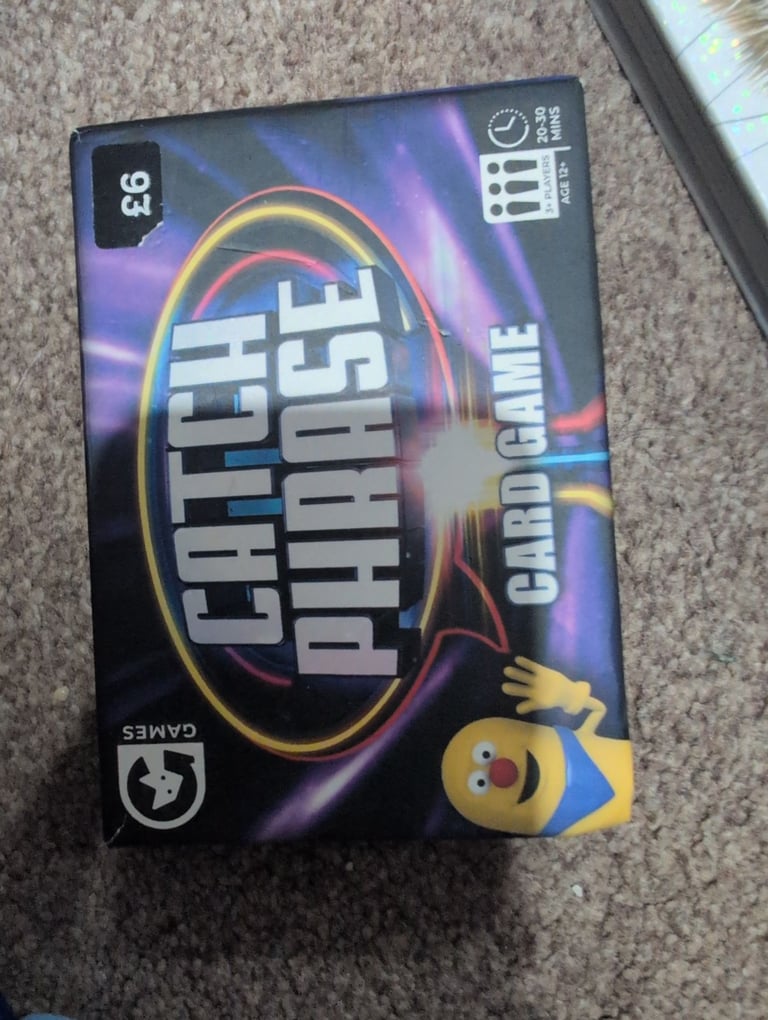 £6
CATCH
PHRASE
CARD GAME
GAMES
3+ PLAYERS
AGE 12+
20-30
MINS